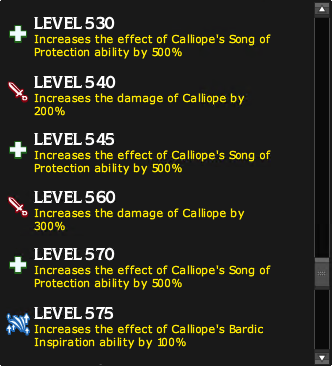 LEVEL 530
Increases the effect of Calliope's Song of
Protection ability by 500%
LEVEL 540
Increases the damage of Calliope by
200%
LEVEL 545
Increases the effect of Calliope's Song of
Protection ability by 500%
LEVEL 560
Increases the damage of Calliope by
300%
LEVEL 570
Increases the effect of Calliope's Song of
Protection ability by 500%
LEVEL 575
Increases the effect of Calliope's Bardic
Inspiration ability by 100%